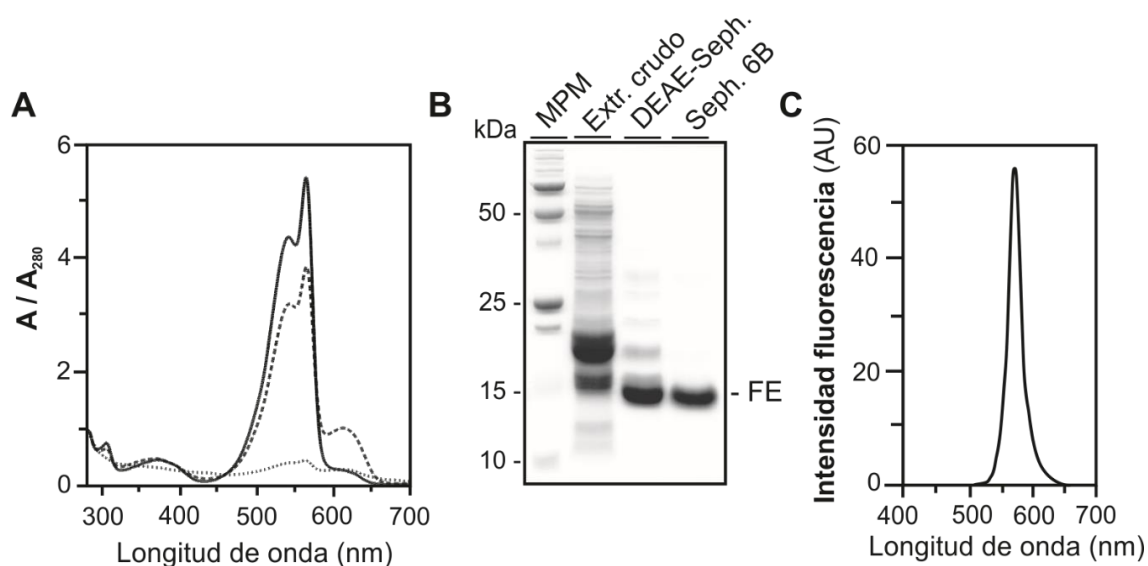 A
6
4
2
0
A / A280
300 400 500 600 700
Longitud de onda (nm)
B
MPM
Extr. crudo
DEAE-Seph.
Seph. 6B
kDa
50 -
25 -
15 -
10 -
- FE
C
60
40
20
0
Intensidad fluorescencia (AU)
400 500 600 700
Longitud de onda (nm)